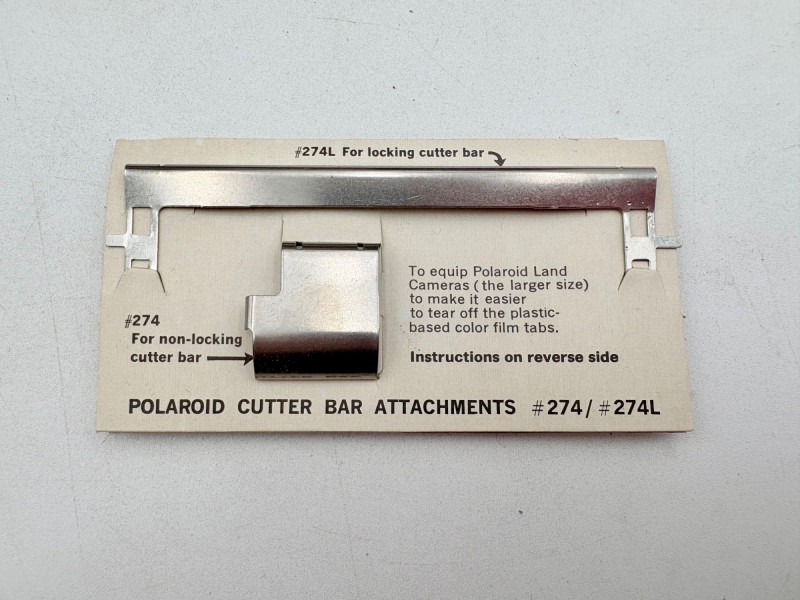 #274L For locking cutter bar
To equip Polaroid Land
Cameras (the larger size)
to make it easier
to tear off the plastic-
based color film tabs.
#274
For non-locking
cutter bar
Instructions on reverse side
POLAROID CUTTER BAR ATTACHMENTS #274/#274L